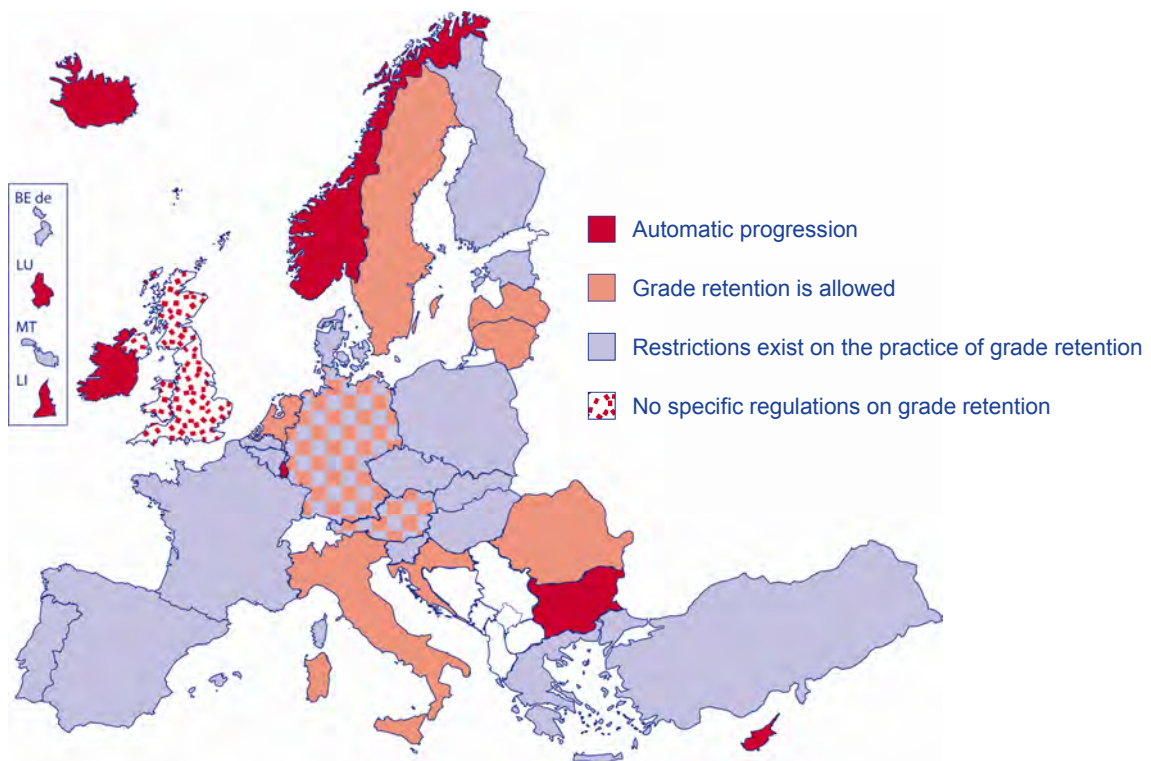 BE de
LU
MT
LI
Automatic progression
Grade retention is allowed
Restrictions exist on the practice of grade retention
No specific regulations on grade retention